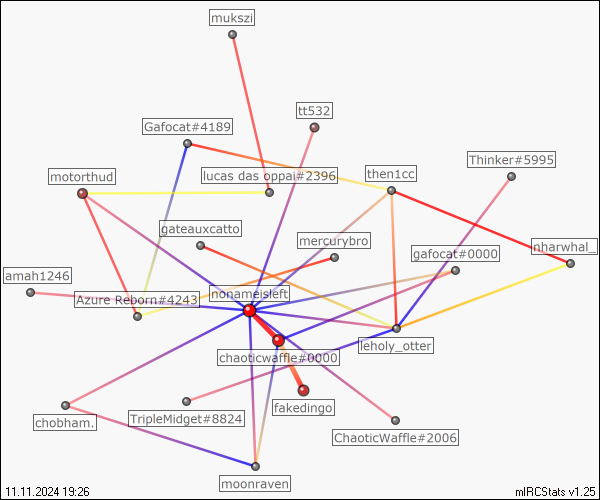 mukszi
tt532
Gafocat#4189
Thinker#5995
motorthud
lucas das oppai#2396
then1cc
gateauxcatto
mercurybro
gafocat#0000
nharwhal_
amah1246
Azure Reborn#4243
nonameisleft
leholy_otter
chaoticwaffle#0000
fakedingo
chobham.
TripleMidget#8824
ChaoticWaffle#2006
moonraven
11.11.2024 19:26
mIRCStats v1.25